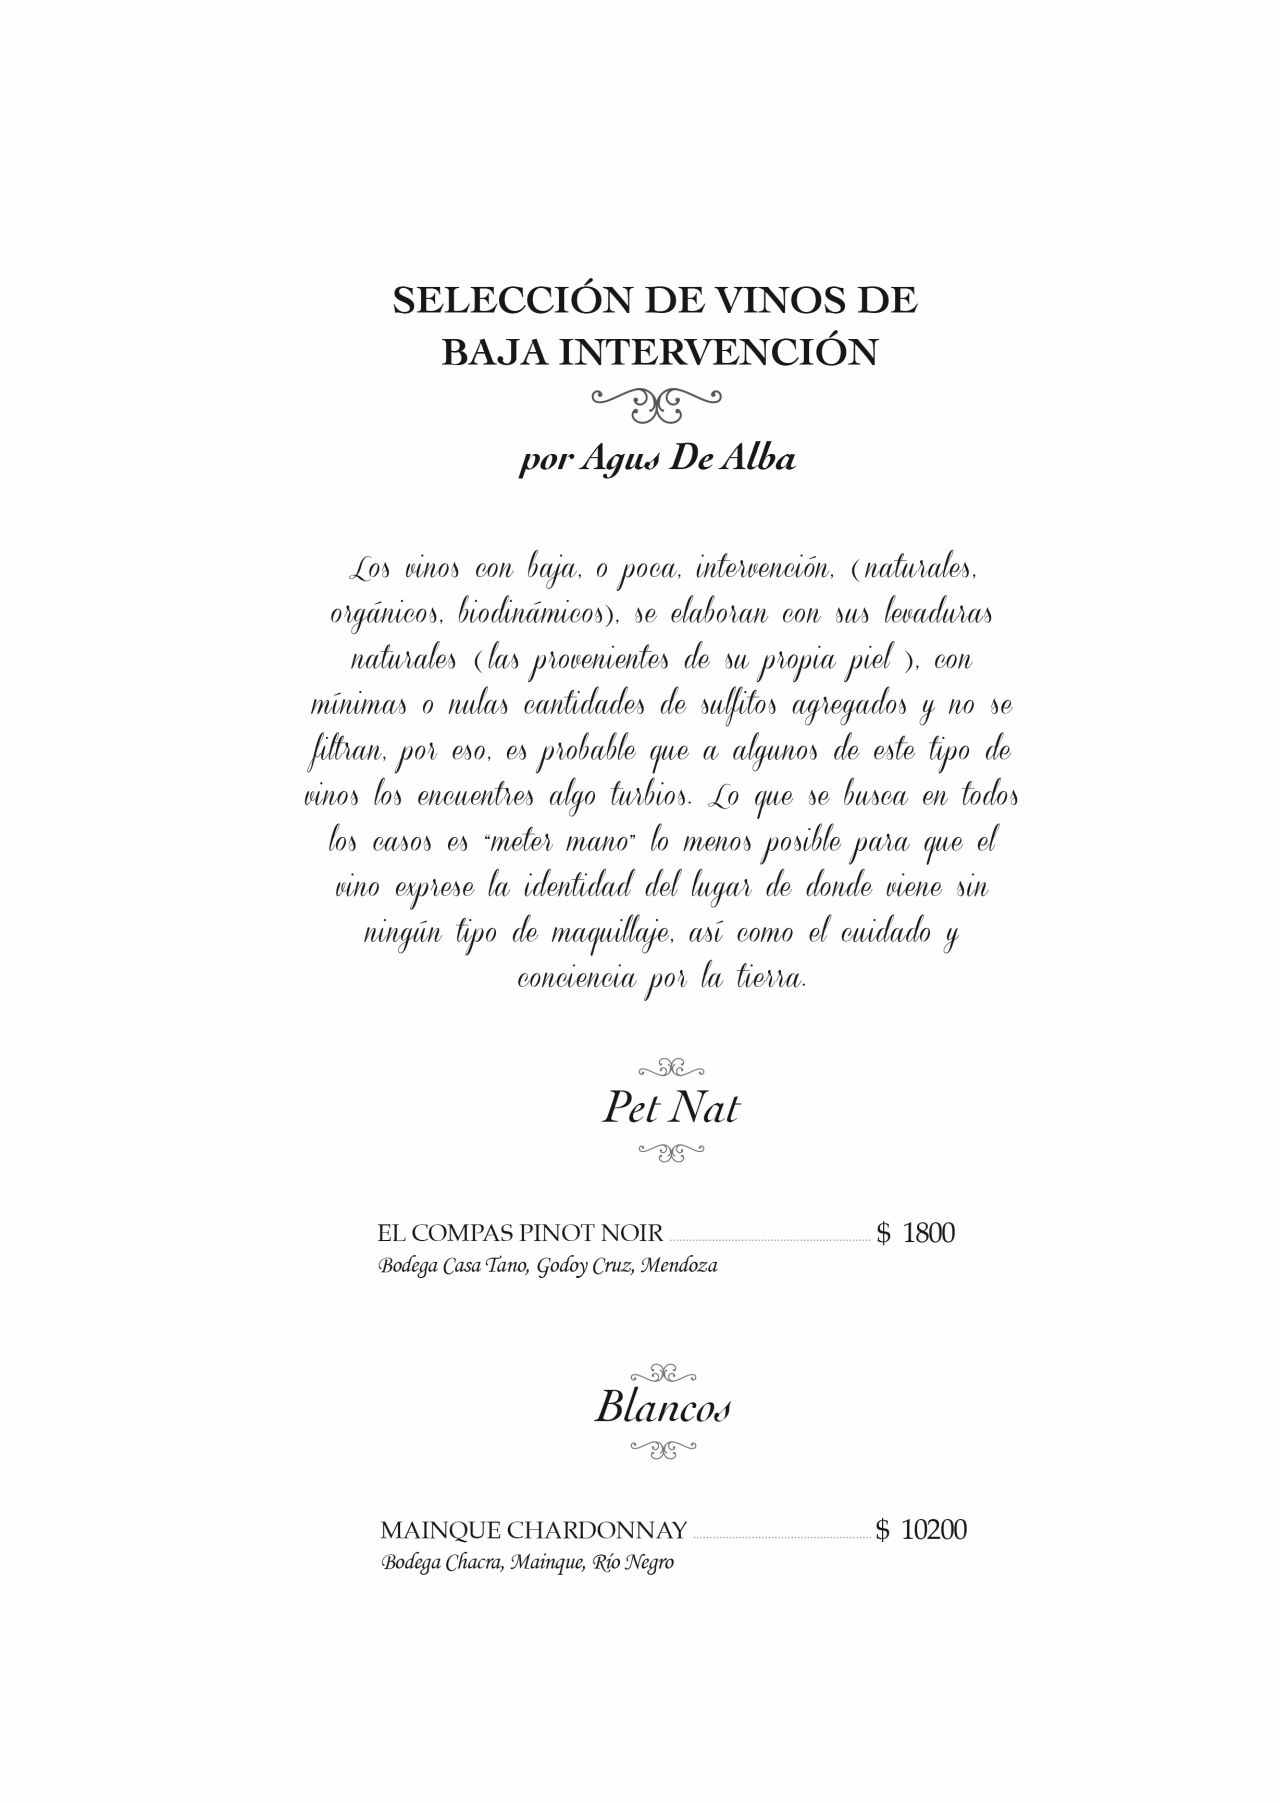 SELECCIÓN DE VINOS DE
BAJA INTERVENCIÓN
por Agus De Alba
Los vinos con baja, o poca, intervención, (naturales,
orgánicos, biodinámicos), se elaboran con sus levaduras
naturales (las provenientes de su propia piel ), con
mínimas o nulas cantidades de sulfitos agregados y no se
filtran, por eso, es probable que a algunos de este tipo de
vinos los encuentres algo turbios. Lo que se busca en todos
los casos es “meter mano” lo menos posible para que el
vino exprese la identidad del lugar de donde viene sin
ningún tipo de maquillaje, así como el cuidado y
conciencia por la tierra.
Pet Nat
EL COMPAS PINOT NOIR $ 1800
Bodega Casa Tano, Godoy Cruz, Mendoza
Blancos
MAINQUE CHARDONNAY $ 10200
Bodega Chacra, Mainque, Río Negro